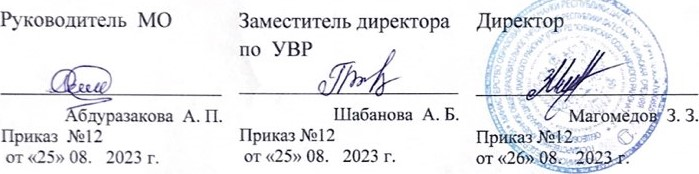 Руководитель МО
Абдуразакова А. П.
Приказ №12
от «25» 08. 2023 г.
Заместитель директора
по УВР
Шабанова А. Б.
Приказ №12
от «25» 08. 2023 г.
Директор
Магомедов З. З.
Приказ №12
от «26» 08. 2023 г.